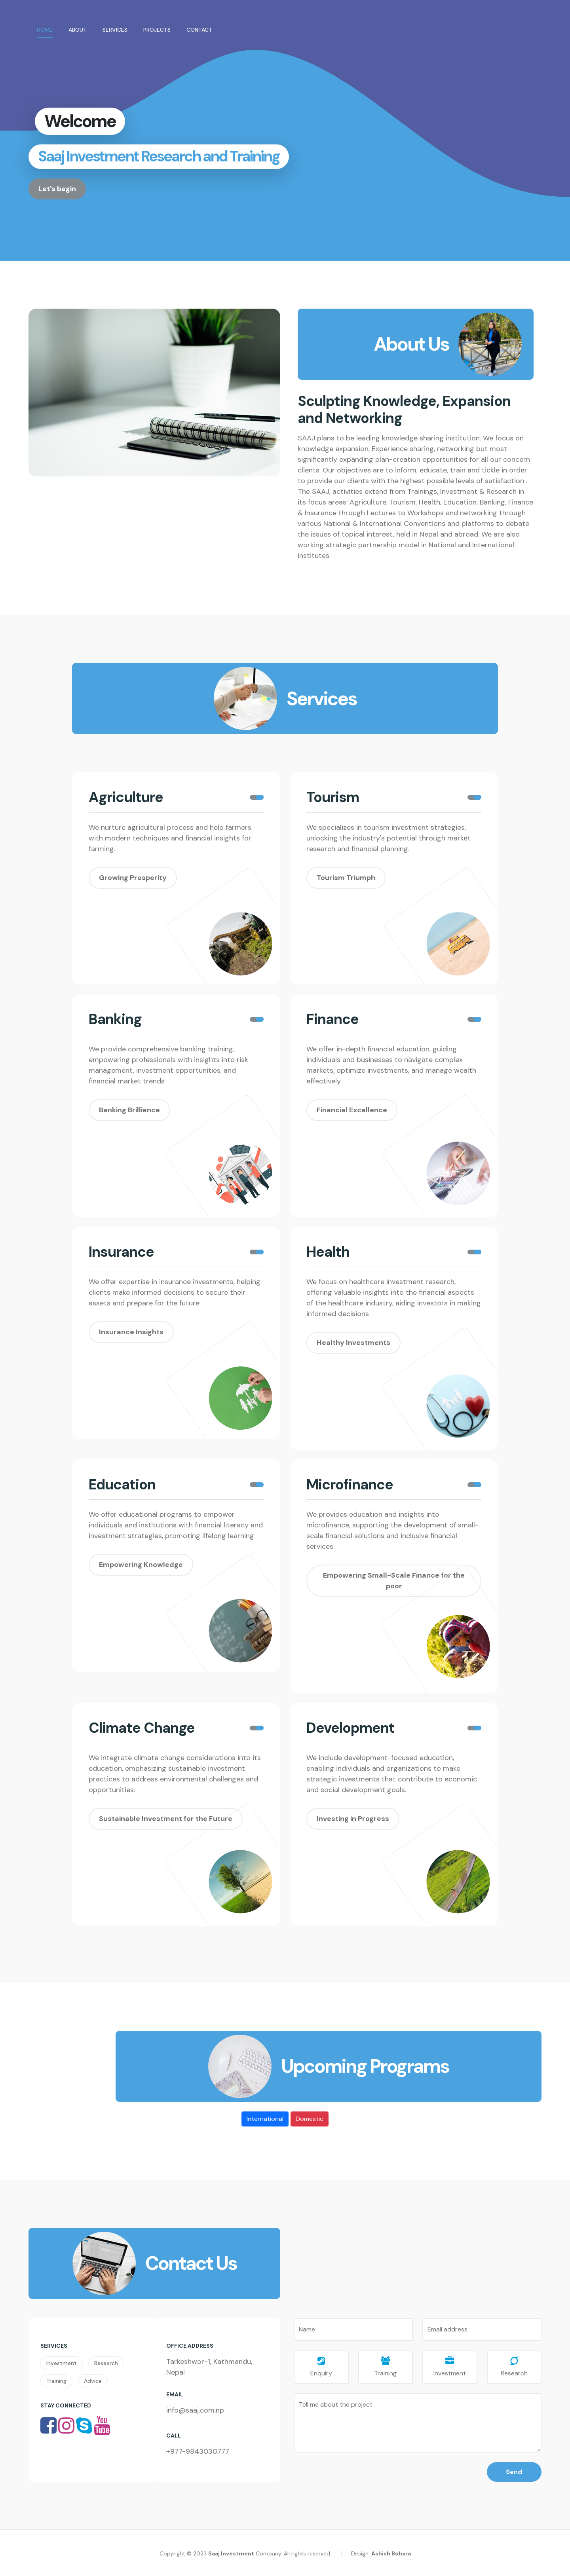 HOME ABOUT SERVICES PROJECTS CONTACT
Welcome
Saaj Investment Research and Training
Let's begin
About Us
Sculpting Knowledge, Expansion
and Networking
SAAJ plans to be leading knowledge sharing institution. We focus on
knowledge expansion, Experience sharing, networking but most
significantly expanding plan-creation opportunities for all our concern
clients. Our objectives are to inform, educate, train and tickle in order
to provide our clients with the highest possible levels of satisfaction .
The SAAJ, activities extend from Trainings, Investment & Research in
its focus areas: Agriculture, Tourism, Health, Education, Banking, Finance
& Insurance through Lectures to Workshops and networking through
various National & International Conventions and platforms to debate
the issues of topical interest, held in Nepal and abroad. We are also
working strategic partnership model in National and International
institutes
Services
Agriculture
We nurture agricultural process and help farmers
with modern techniques and financial insights for
farming.
Growing Prosperity
Tourism
We specializes in tourism investment strategies,
unlocking the industry's potential through market
research and financial planning.
Tourism Triumph
Banking
We provide comprehensive banking training,
empowering professionals with insights into risk
management, investment opportunities, and
financial market trends
Banking Brilliance
Finance
We offer in-depth financial education, guiding
individuals and businesses to navigate complex
markets, optimize investments, and manage wealth
effectively
Financial Excellence
Insurance
We offer expertise in insurance investments, helping
clients make informed decisions to secure their
assets and prepare for the future
Insurance Insights
Health
We focus on healthcare investment research,
offering valuable insights into the financial aspects
of the healthcare industry, aiding investors in making
informed decisions
Healthy Investments
Education
We offer educational programs to empower
individuals and institutions with financial literacy and
investment strategies, promoting lifelong learning
Empowering Knowledge
Microfinance
We provides education and insights into
microfinance, supporting the development of small-
scale financial solutions and inclusive financial
services.
Empowering Small-Scale Finance for the
poor
Climate Change
We integrate climate change considerations into its
education, emphasizing sustainable investment
practices to address environmental challenges and
opportunities.
Sustainable Investment for the Future
Development
We include development-focused education,
enabling individuals and organizations to make
strategic investments that contribute to economic
and social development goals.
Investing in Progress
Upcoming Programs
International Domestic
Contact Us
SERVICES
Investment Research
Training Advice
STAY CONNECTED
You
Tube
OFFICE ADDRESS
Tarkeshwor-1, Kathmandu,
Nepal
EMAIL
info@saaj.com.np
CALL
+977-9843030777
Name Email address
Enquiry Training Investment Research
Tell me about the project
Send
Copyright © 2023 Saaj Investment Company. All rights reserved. Design: Ashish Bohara